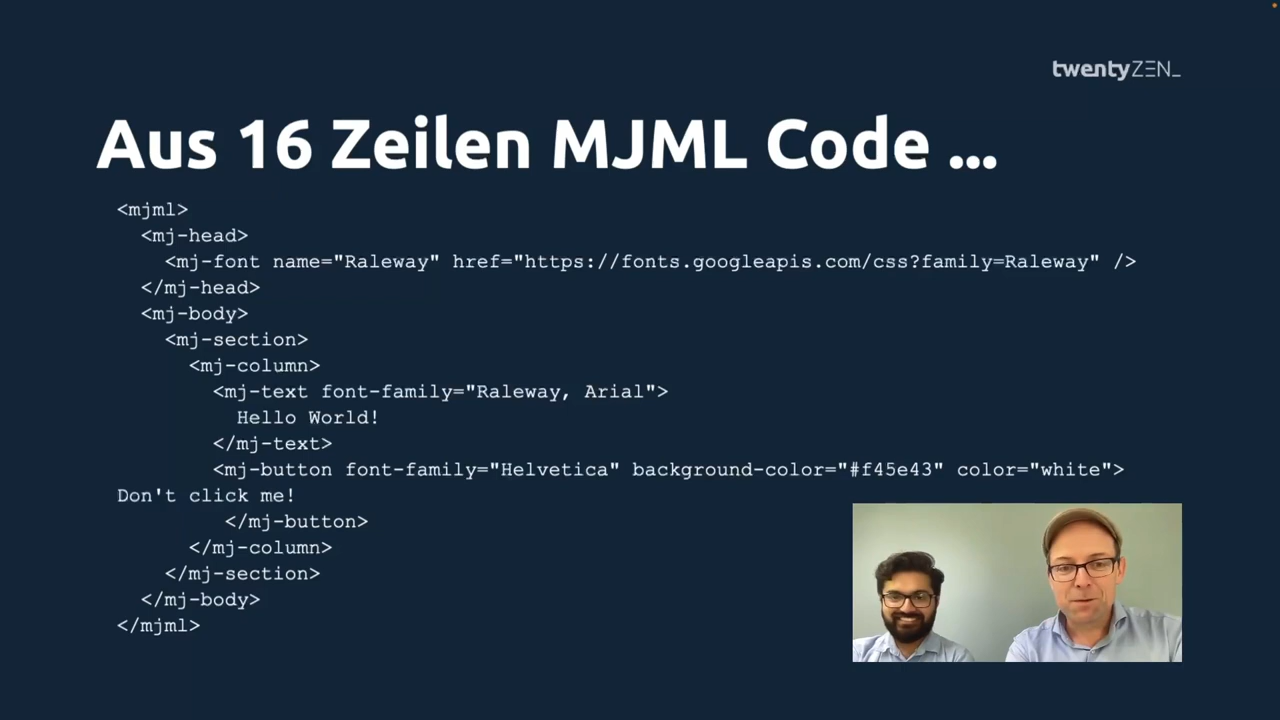 twentyZEN_
Aus 16 Zeilen MJML Code ...
<mjml>
  <mj-head>
    <mj-font name="Raleway" href="https://fonts.googleapis.com/css?family=Raleway" />
  </mj-head>
  <mj-body>
    <mj-section>
      <mj-column>
        <mj-text font-family="Raleway, Arial">
          Hello World!
        </mj-text>
        <mj-button font-family="Helvetica" background-color="#f45e43" color="white">
Don't click me!
         </mj-button>
      </mj-column>
    </mj-section>
  </mj-body>
</mjml>